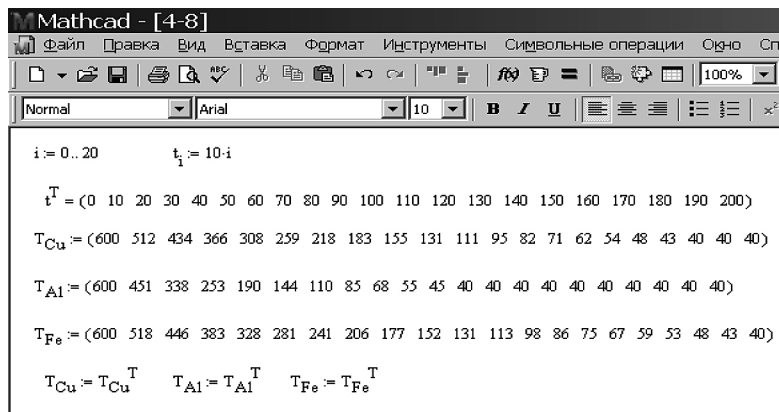 Mathcad - [4-8]
Файл Правка Вид Вставка Формат Инструменты Символьные операции Окно Сп
100%
Normal Arial 10 B I U
i := 0.. 20 t_i := 10·i
t^T = (0 10 20 30 40 50 60 70 80 90 100 110 120 130 140 150 160 170 180 190 200)
T_Cu := (600 512 434 366 308 259 218 183 155 131 111 95 82 71 62 54 48 43 40 40 40)
T_Al := (600 451 338 253 190 144 110 85 68 55 45 40 40 40 40 40 40 40 40 40 40)
T_Fe := (600 518 446 383 328 281 241 206 177 152 131 113 98 86 75 67 59 53 48 43 40)
T_Cu := T_Cu^T T_Al := T_Al^T T_Fe := T_Fe^T